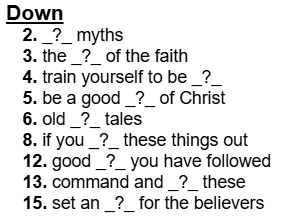 Down
2. _?_ myths
3. the _?_ of the faith
4. train yourself to be _?_
5. be a good _?_ of Christ
6. old _?_ tales
8. if you _?_ these things out
12. good _?_ you have followed
13. command and _?_ these
15. set an _?_ for the believers